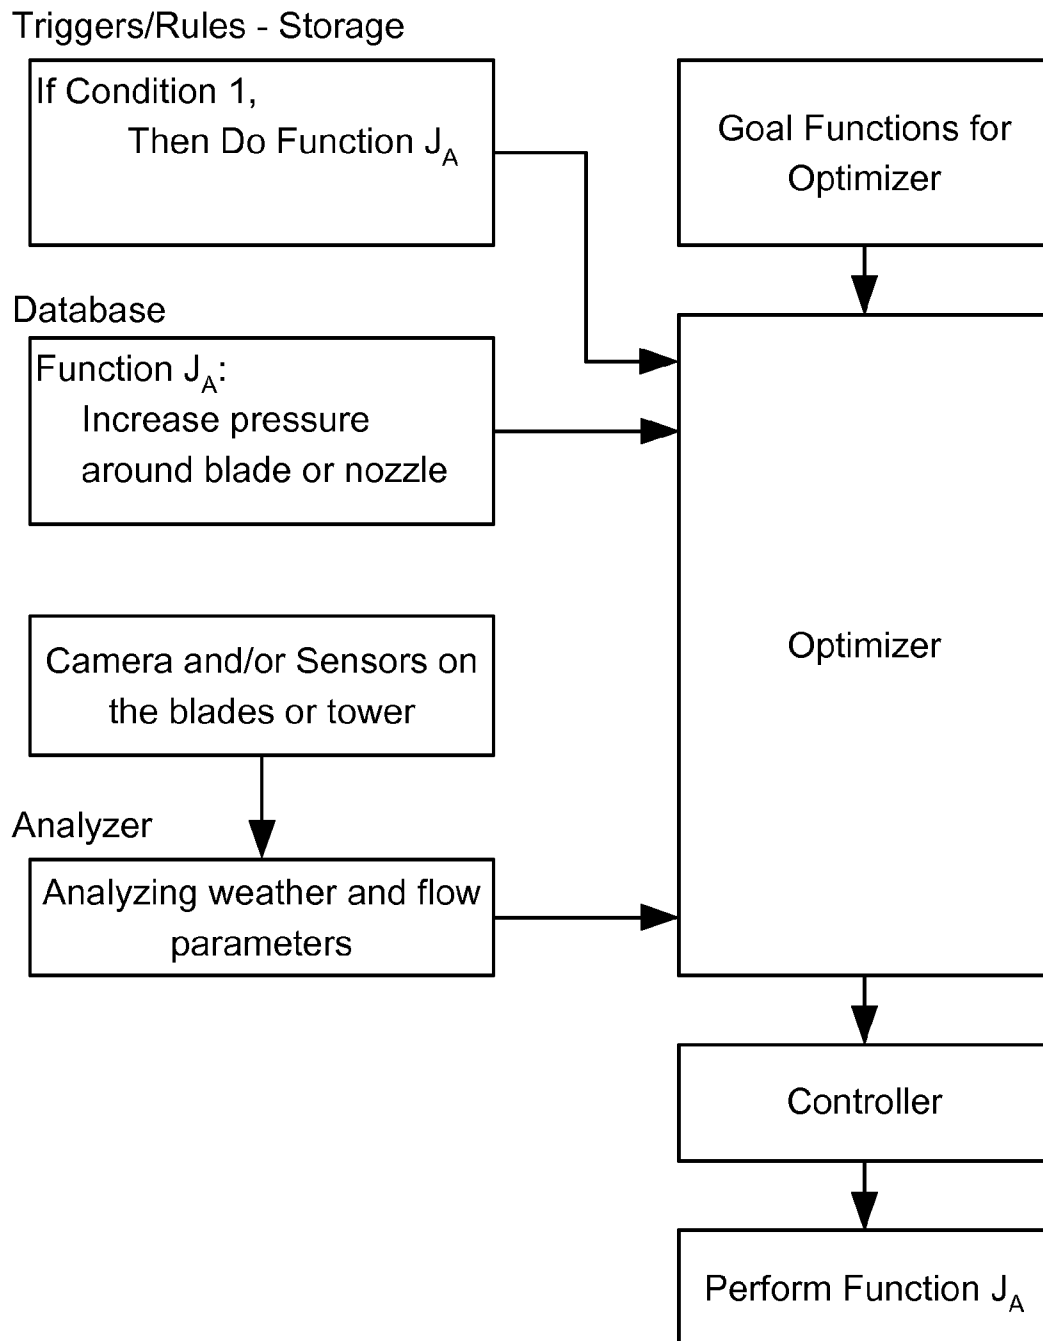 Triggers/Rules - Storage
If Condition 1,
Then Do Function J_A
Goal Functions for
Optimizer
Database
Function J_A:
Increase pressure
around blade or nozzle
Optimizer
Camera and/or Sensors on
the blades or tower
Analyzer
Analyzing weather and flow
parameters
Controller
Perform Function J_A